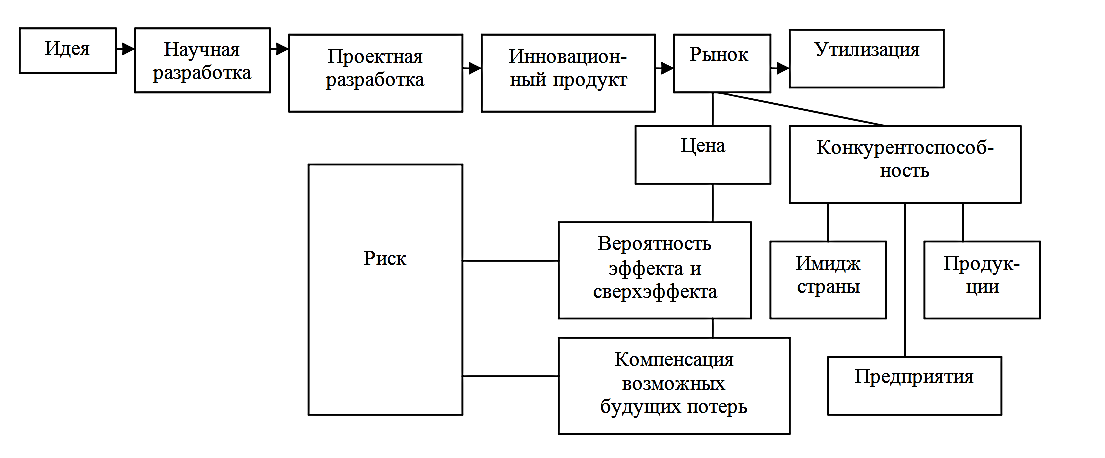 Идея
Научная
разработка
Проектная
разработка
Инновацион-
ный продукт
Рынок
Утилизация
Цена
Конкурентоспособ-
ность
Риск
Вероятность
эффекта и
сверхэффекта
Имидж
страны
Продук-
ции
Компенсация
возможных
будущих потерь
Предприятия